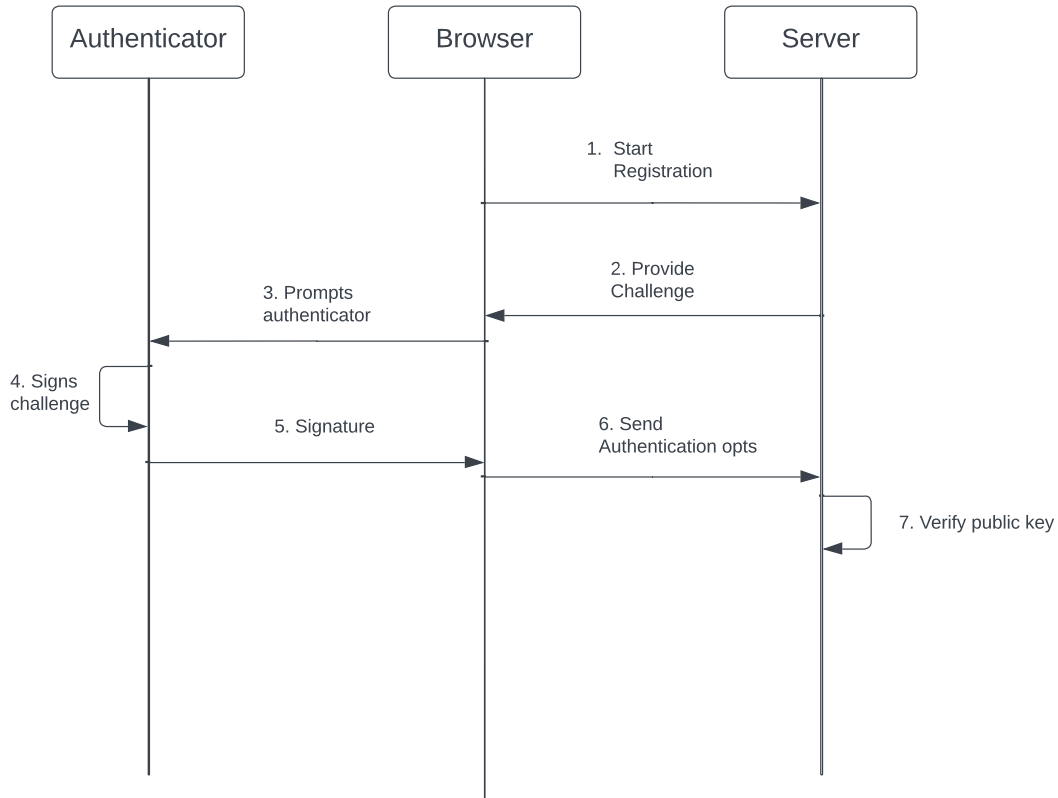 Authenticator
Browser
Server
1. Start
Registration
2. Provide
Challenge
3. Prompts
authenticator
4. Signs
challenge
5. Signature
6. Send
Authentication opts
7. Verify public key